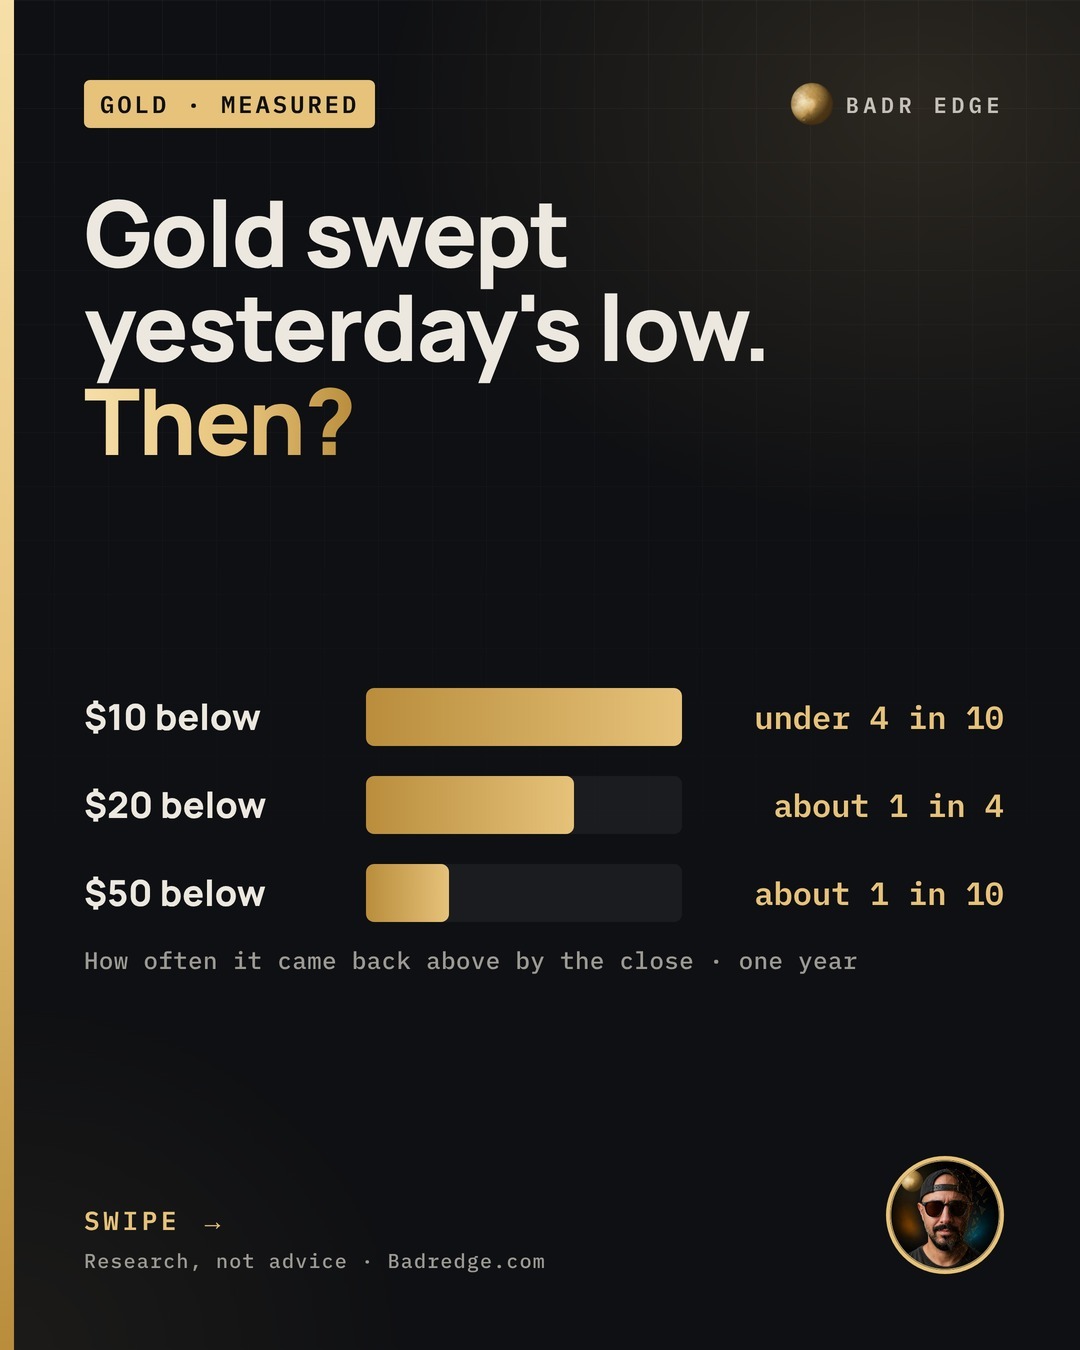 GOLD · MEASURED
BADR EDGE
Gold swept
yesterday's low.
Then?
$10 below
under 4 in 10
$20 below
about 1 in 4
$50 below
about 1 in 10
How often it came back above by the close · one year
SWIPE →
Research, not advice · Badredge.com